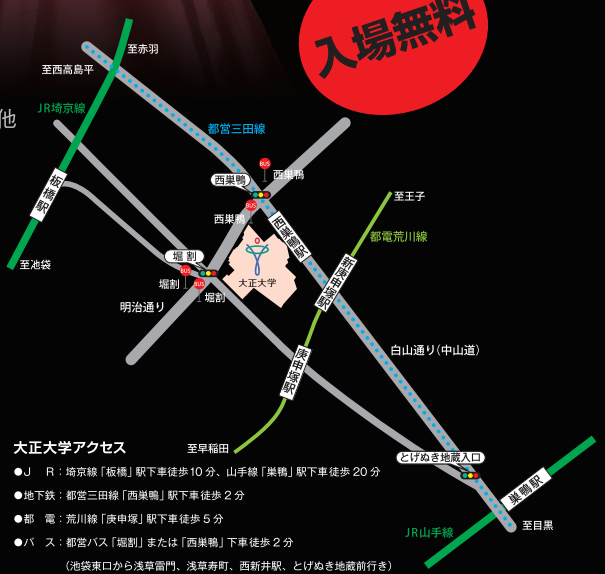 入場無料
至赤羽
至西高島平
JR埼京線
他
都営三田線
BUS
西巣鴨
西巣鴨
板橋駅
BUS
西巣鴨
西巣鴨駅
至王子
都電荒川線
至池袋
堀割
BUS
堀割
BUS
堀割
大正大学
新庚申塚駅
明治通り
白山通り(中山道)
庚申塚駅
至早稲田
とげぬき地蔵入口
巣鴨駅
至目黒
JR山手線
大正大学アクセス
●J R：埼京線「板橋」駅下車徒歩10分、山手線「巣鴨」駅下車徒歩20分
●地下鉄：都営三田線「西巣鴨」駅下車徒歩2分
●都 電：荒川線「庚申塚」駅下車徒歩5分
●バ ス：都営バス「堀割」または「西巣鴨」下車徒歩2分
（池袋東口から浅草雷門、浅草寿町、西新井駅、とげぬき地蔵前行き）